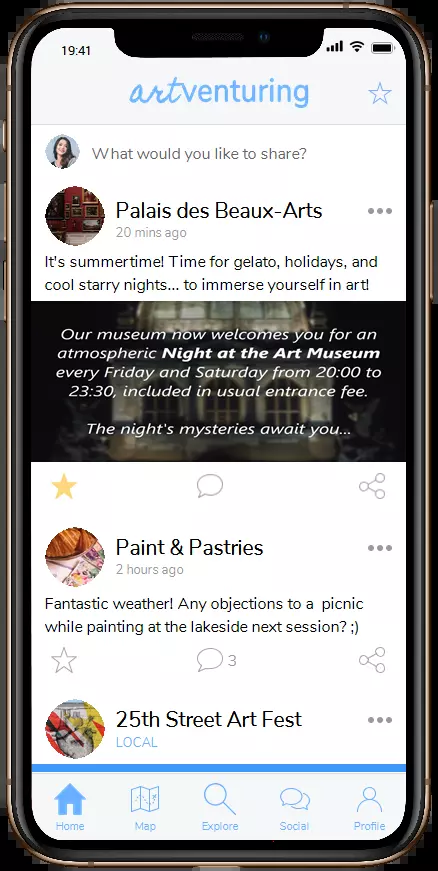 19:41
artventuring
What would you like to share?
Palais des Beaux-Arts
20 mins ago
It's summertime! Time for gelato, holidays, and
cool starry nights... to immerse yourself in art!
Our museum now welcomes you for an
atmospheric Night at the Art Museum
every Friday and Saturday from 20:00 to
23:30, included in usual entrance fee.
The night's mysteries await you...
Paint & Pastries
2 hours ago
Fantastic weather! Any objections to a picnic
while painting at the lakeside next session? ;)
3
25th Street Art Fest
LOCAL
Home Map Explore Social Profile